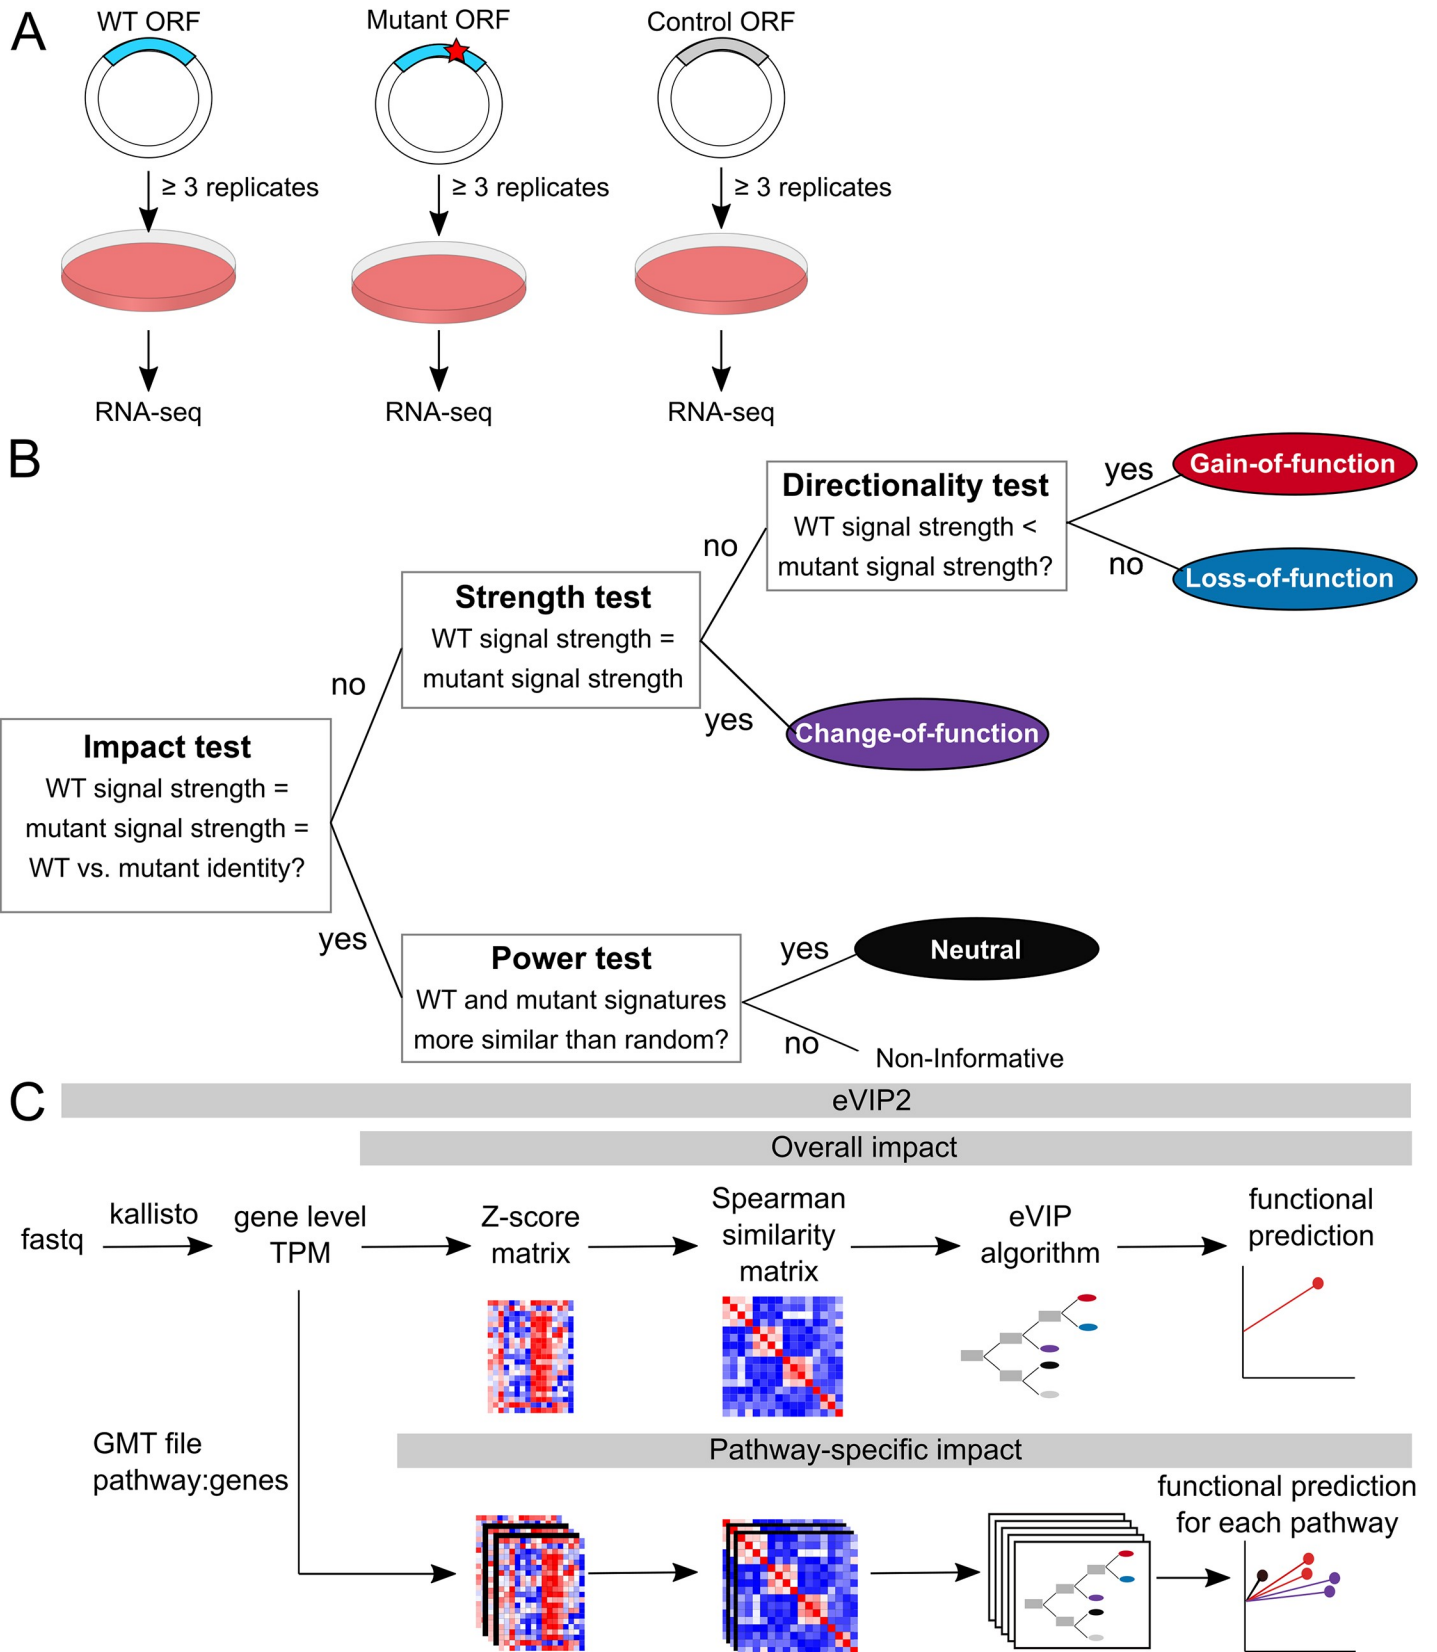 A
WT ORF
Mutant ORF
Control ORF
≥ 3 replicates
≥ 3 replicates
≥ 3 replicates
RNA-seq
RNA-seq
RNA-seq
B
Impact test
WT signal strength =
mutant signal strength =
WT vs. mutant identity?
no
yes
Strength test
WT signal strength =
mutant signal strength
no
yes
Directionality test
WT signal strength <
mutant signal strength?
yes
no
Gain-of-function
Loss-of-function
Change-of-function
Power test
WT and mutant signatures
more similar than random?
yes
no
Neutral
Non-Informative
C
eVIP2
Overall impact
fastq
kallisto
gene level
TPM
Z-score
matrix
Spearman
similarity
matrix
eVIP
algorithm
functional
prediction
GMT file
pathway:genes
Pathway-specific impact
functional prediction
for each pathway